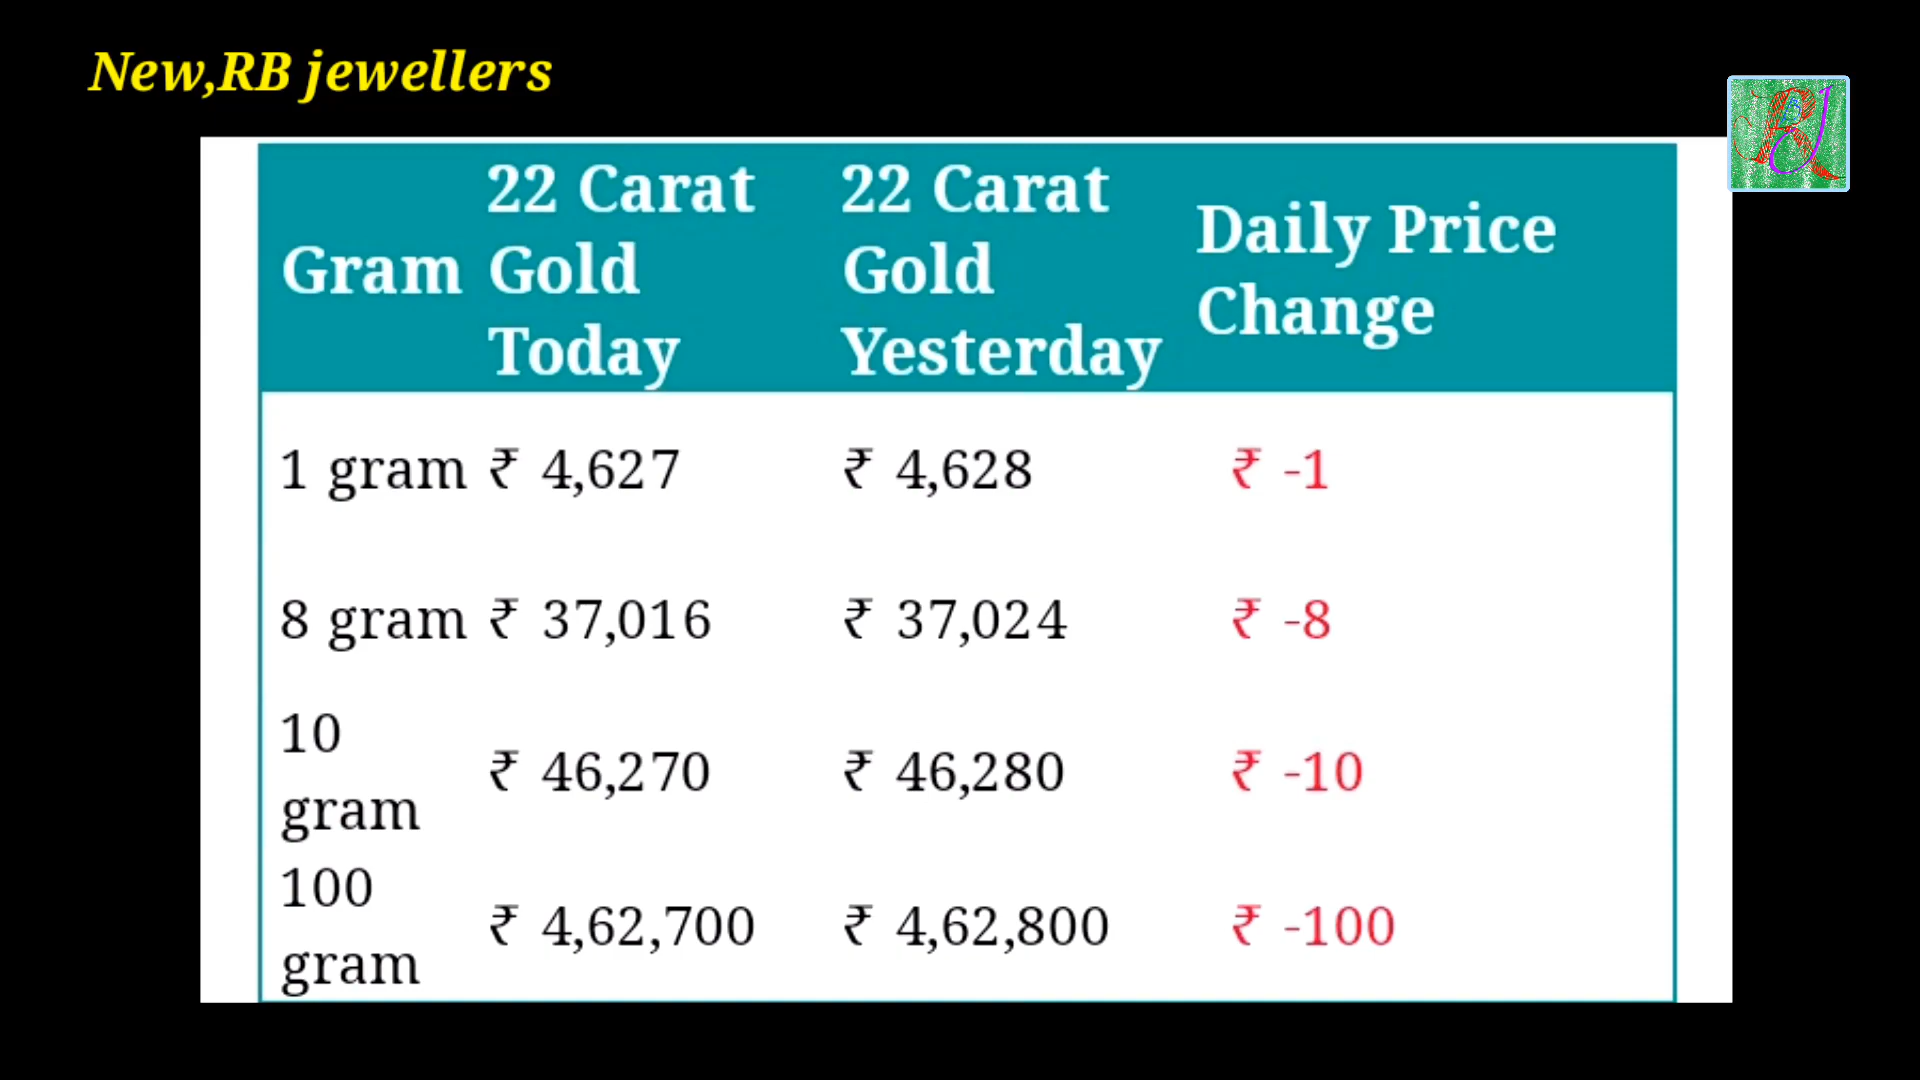 New,RB jewellers
Gram
22 Carat
Gold
Today
22 Carat
Gold
Yesterday
Daily Price
Change
1 gram ₹ 4,627 ₹ 4,628 ₹ -1
8 gram ₹ 37,016 ₹ 37,024 ₹ -8
10
gram
₹ 46,270 ₹ 46,280 ₹ -10
100
gram
₹ 4,62,700 ₹ 4,62,800 ₹ -100